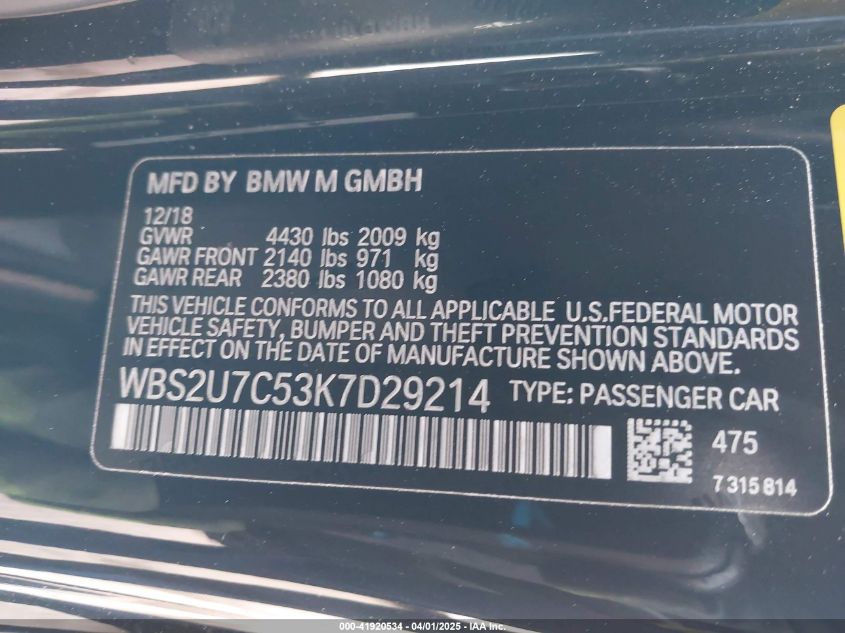 MFD BY BMW M GMBH
12/18
GVWR 4430 lbs 2009 kg
GAWR FRONT 2140 lbs 971 kg
GAWR REAR 2380 lbs 1080 kg
THIS VEHICLE CONFORMS TO ALL APPLICABLE U.S.FEDERAL MOTOR
VEHICLE SAFETY, BUMPER AND THEFT PREVENTION STANDARDS
IN EFFECT ON THE DATE OF MANUFACTURE SHOWN ABOVE.
WBS2U7C53K7D29214 TYPE: PASSENGER CAR
475
7315814
000-41920534 - 04/01/2025 - IAA Inc.